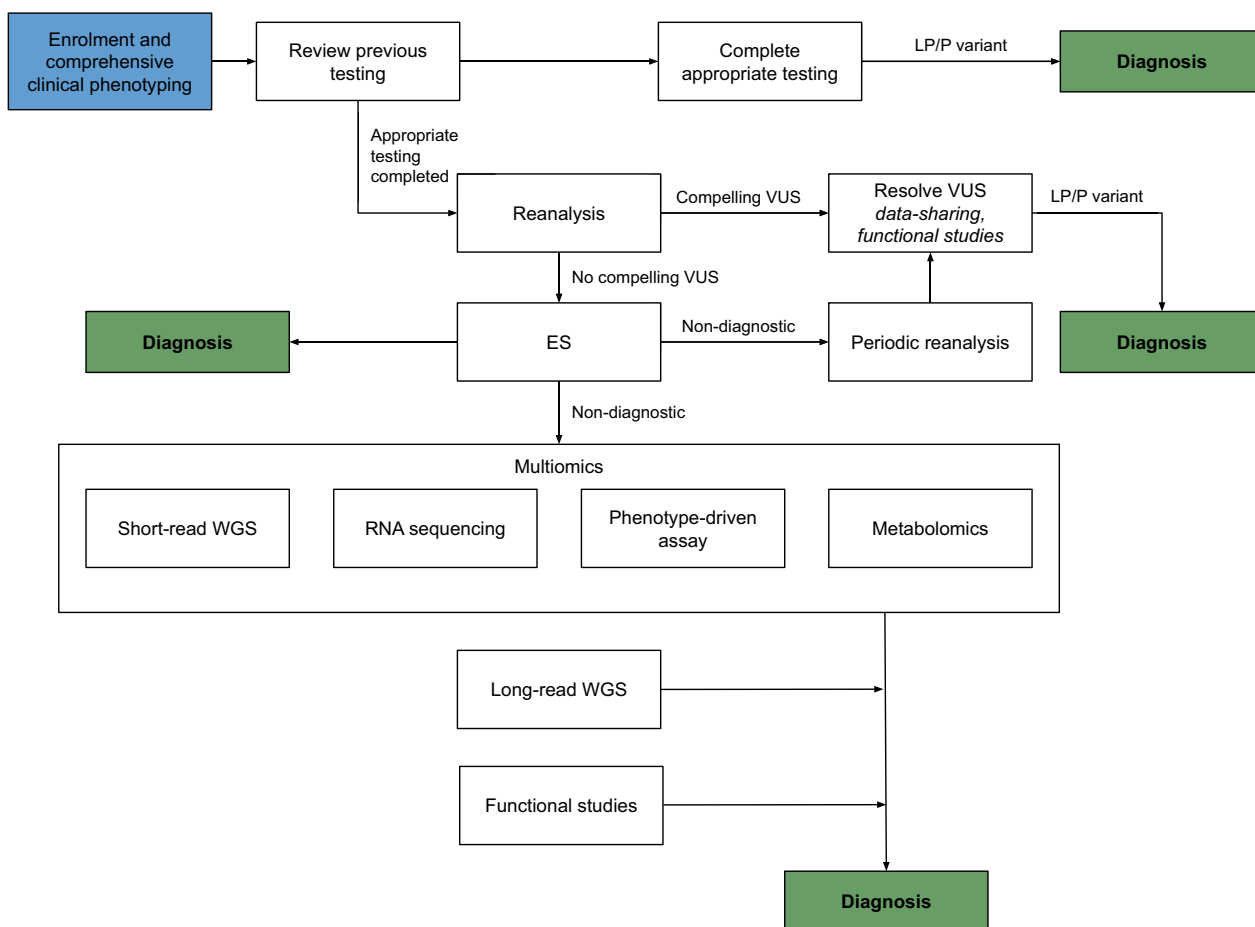 Enrolment and
comprehensive
clinical phenotyping
Review previous
testing
Complete
appropriate testing
LP/P variant
Diagnosis
Appropriate
testing
completed
Reanalysis
Compelling VUS
Resolve VUS
data-sharing,
functional studies
LP/P variant
No compelling VUS
Diagnosis
ES
Non-diagnostic
Periodic reanalysis
Diagnosis
Non-diagnostic
Multiomics
Short-read WGS
RNA sequencing
Phenotype-driven
assay
Metabolomics
Long-read WGS
Functional studies
Diagnosis